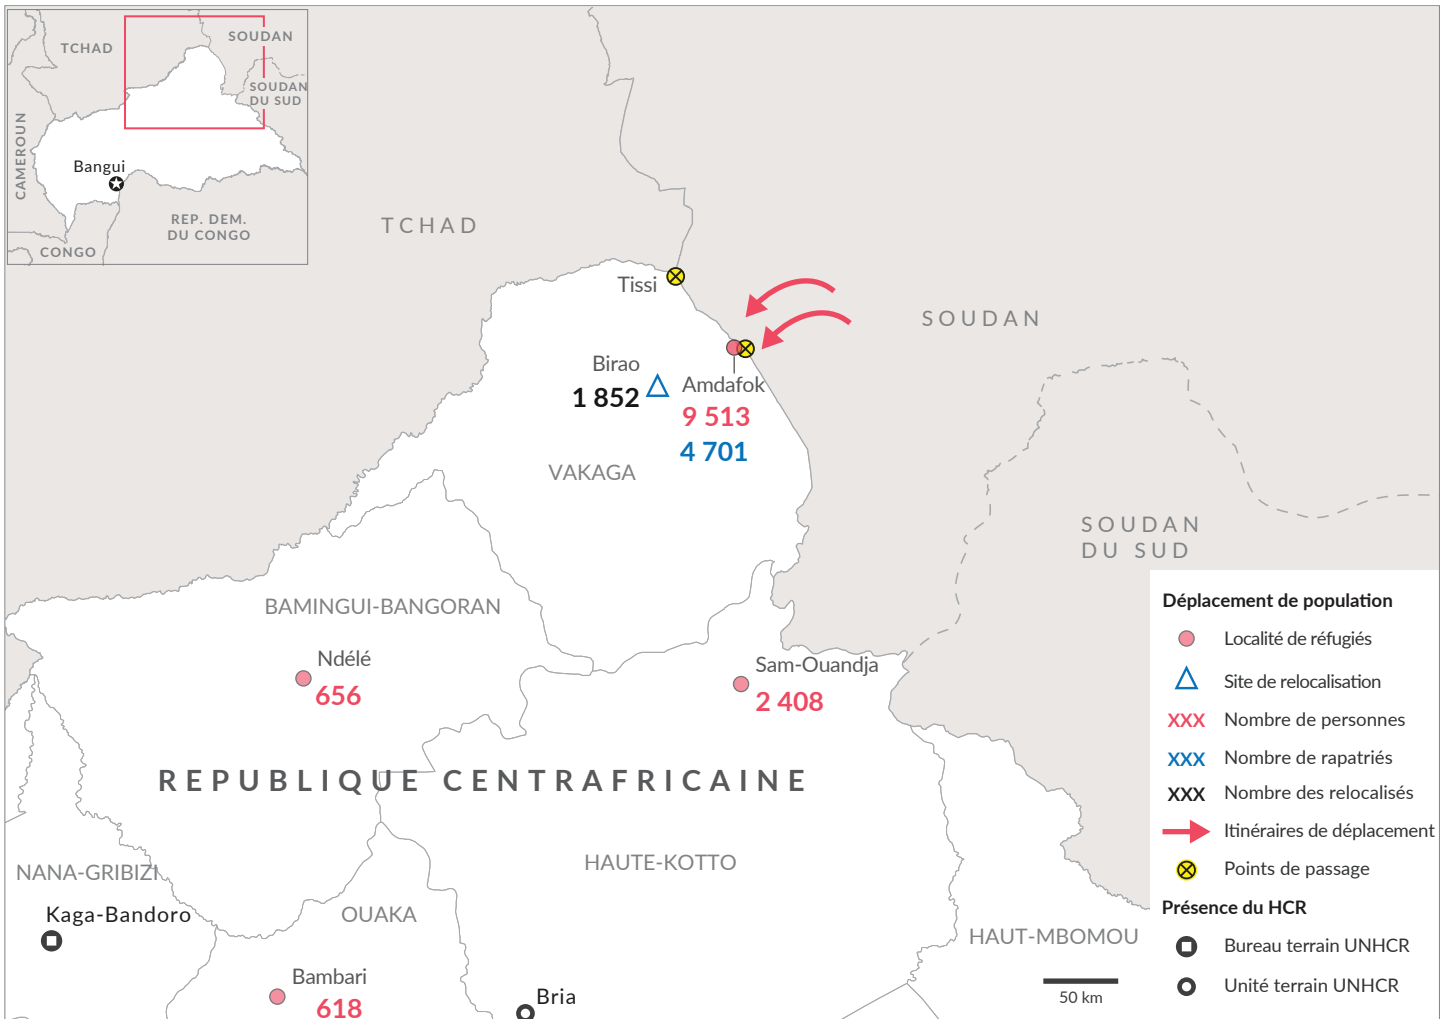 TCHAD
SOUDAN
SOUDAN
DU SUD
CAMEROUN
Bangui
REP. DEM.
DU CONGO
CONGO
TCHAD
Tissi
SOUDAN
Birao
1 852
Amdafok
9 513
4 701
VAKAGA
SOUDAN
DU SUD
BAMINGUI-BANGORAN
Ndélé
656
Sam-Ouandja
2 408
REPUBLIQUE CENTRAFRICAINE
NANA-GRIBIZI
HAUTE-KOTTO
Kaga-Bandoro
OUAKA
HAUT-MBOMOU
Bambari
618
Bria
50 km
Déplacement de population
Localité de réfugiés
Site de relocalisation
XXX Nombre de personnes
XXX Nombre de rapatriés
XXX Nombre des relocalisés
Itinéraires de déplacement
Points de passage
Présence du HCR
Bureau terrain UNHCR
Unité terrain UNHCR